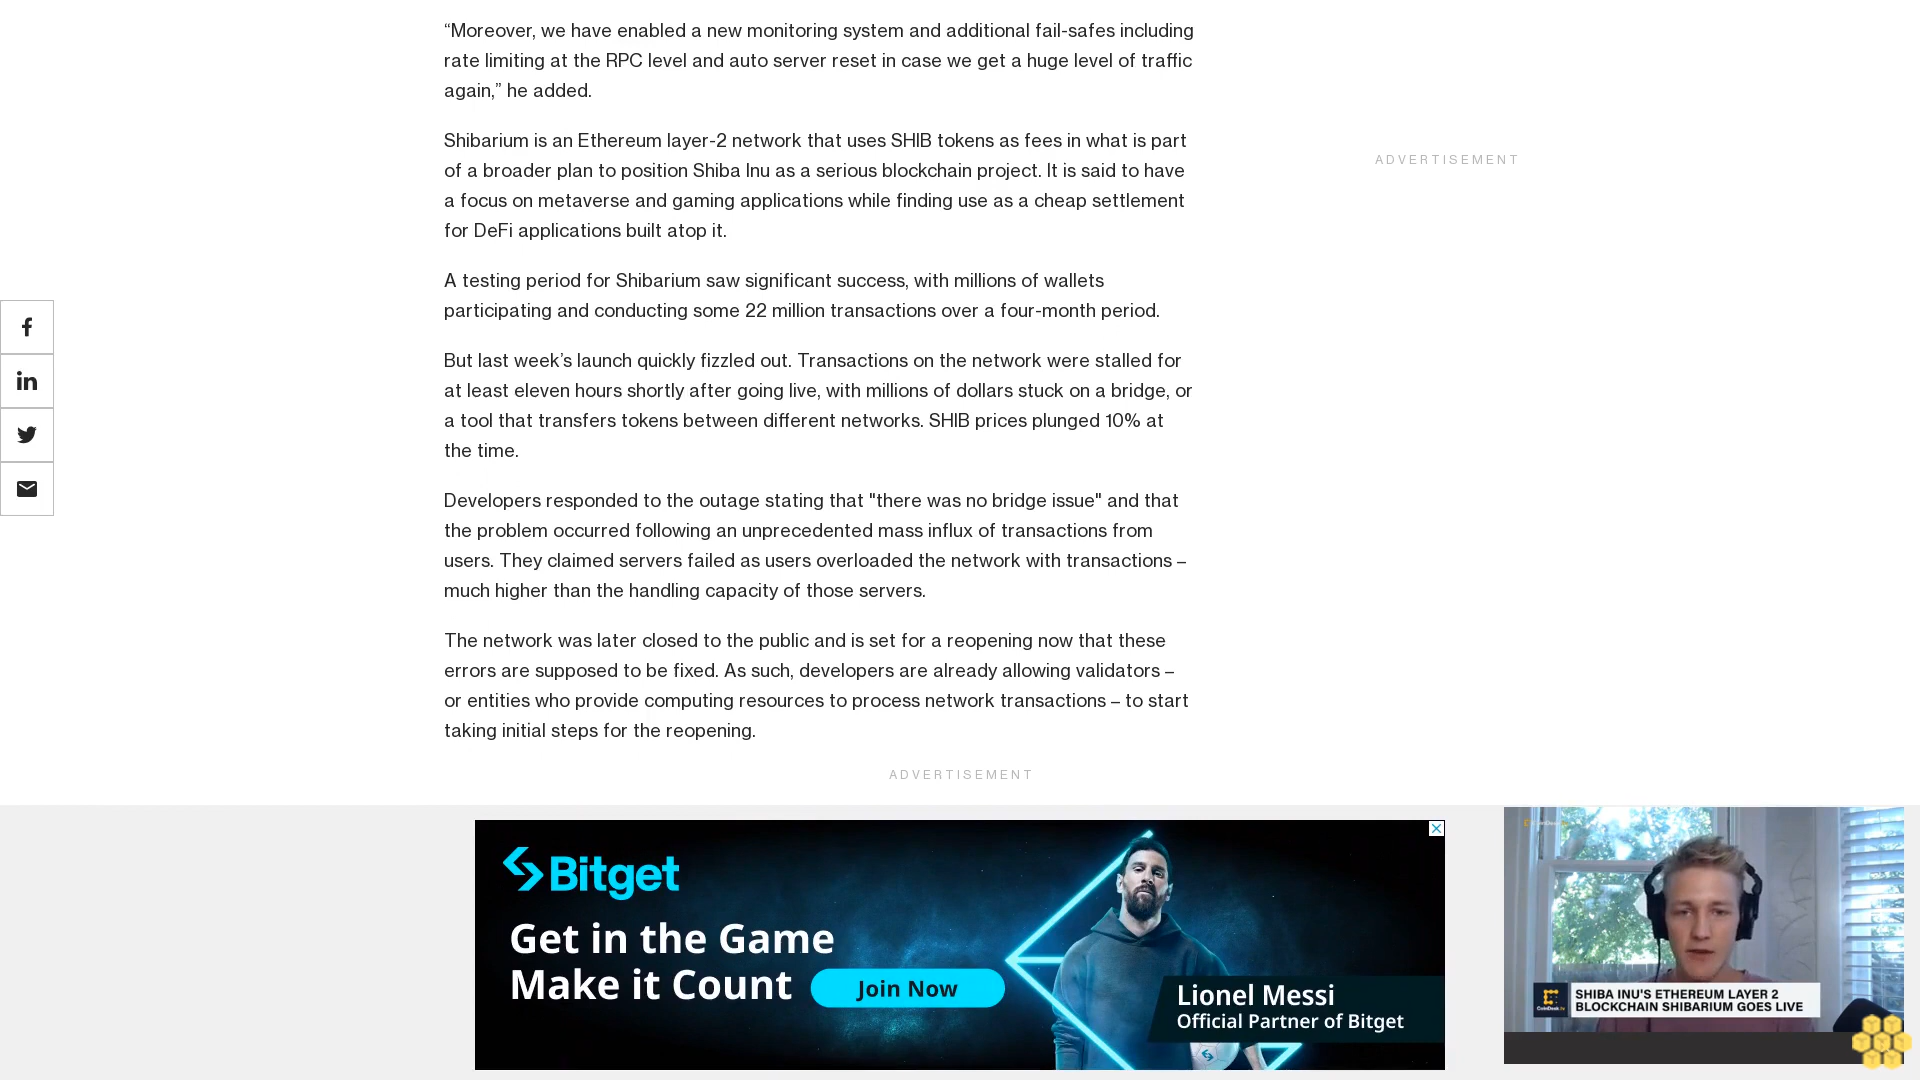 “Moreover, we have enabled a new monitoring system and additional fail-safes including
rate limiting at the RPC level and auto server reset in case we get a huge level of traffic
again,” he added.
Shibarium is an Ethereum layer-2 network that uses SHIB tokens as fees in what is part
of a broader plan to position Shiba Inu as a serious blockchain project. It is said to have
a focus on metaverse and gaming applications while finding use as a cheap settlement
for DeFi applications built atop it.
ADVERTISEMENT
A testing period for Shibarium saw significant success, with millions of wallets
participating and conducting some 22 million transactions over a four-month period.
But last week’s launch quickly fizzled out. Transactions on the network were stalled for
at least eleven hours shortly after going live, with millions of dollars stuck on a bridge, or
a tool that transfers tokens between different networks. SHIB prices plunged 10% at
the time.
Developers responded to the outage stating that "there was no bridge issue" and that
the problem occurred following an unprecedented mass influx of transactions from
users. They claimed servers failed as users overloaded the network with transactions –
much higher than the handling capacity of those servers.
The network was later closed to the public and is set for a reopening now that these
errors are supposed to be fixed. As such, developers are already allowing validators –
or entities who provide computing resources to process network transactions – to start
taking initial steps for the reopening.
ADVERTISEMENT
Bitget
Get in the Game
Make it Count
Join Now
Lionel Messi
Official Partner of Bitget
SHIBA INU'S ETHEREUM LAYER 2
BLOCKCHAIN SHIBARIUM GOES LIVE